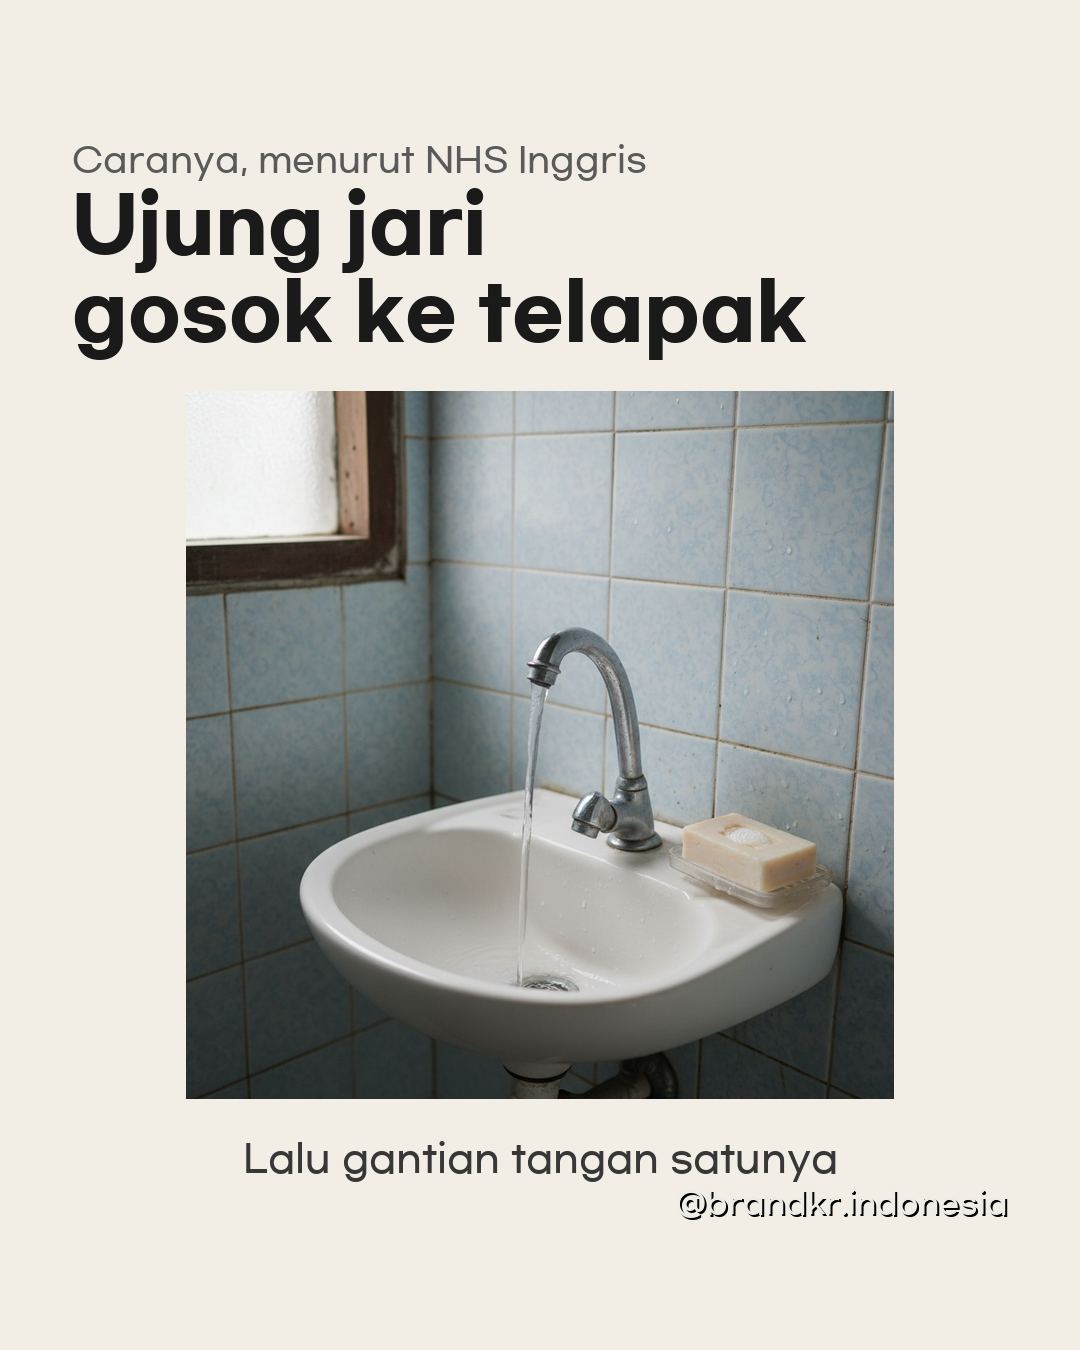 Caranya, menurut NHS Inggris
Ujung jari
gosok ke telapak
Lalu gantian tangan satunya
@brandkr.indonesia